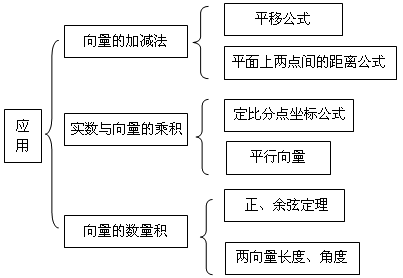 应用
向量的加减法
平移公式
平面上两点间的距离公式
实数与向量的乘积
定比分点坐标公式
平行向量
向量的数量积
正、余弦定理
两向量长度、角度